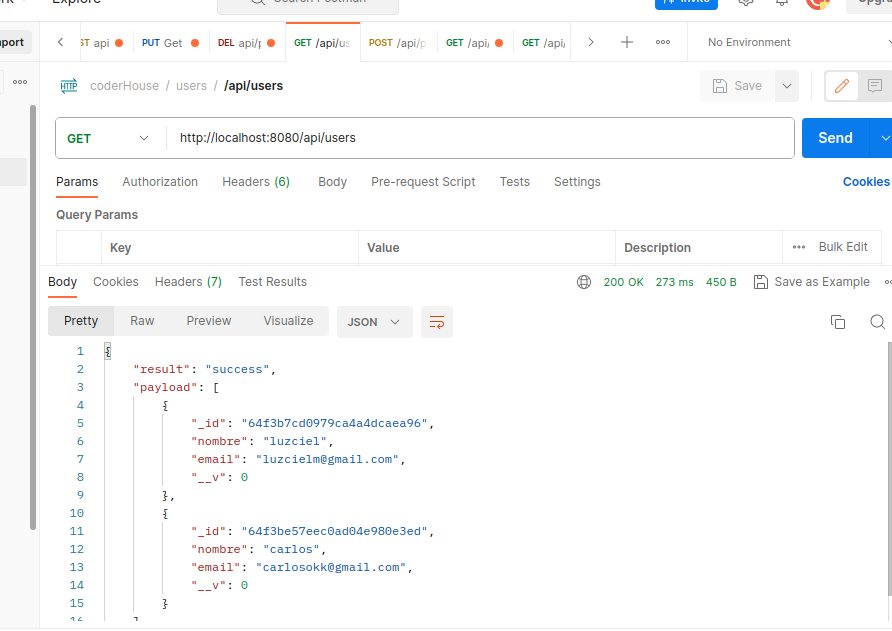 Explore
Search Postman
Invite
port
ST api
PUT Get
DEL api/p
GET /api/us
POST /api/p
GET /api/
GET /api/
No Environment
HTTP
coderHouse / users / /api/users
Save
GET
http://localhost:8080/api/users
Send
Params
Authorization
Headers (6)
Body
Pre-request Script
Tests
Settings
Cookies
Query Params
Key
Value
Description
Bulk Edit
Body
Cookies
Headers (7)
Test Results
200 OK
273 ms
450 B
Save as Example
Pretty
Raw
Preview
Visualize
JSON
1 {
2 "result": "success",
3 "payload": [
4 {
5 "_id": "64f3b7cd0979ca4a4dcaea96",
6 "nombre": "luzciel",
7 "email": "luzcielm@gmail.com",
8 "__v": 0
9 },
10 {
11 "_id": "64f3be57eec0ad04e980e3ed",
12 "nombre": "carlos",
13 "email": "carlosokk@gmail.com",
14 "__v": 0
15 }
16 ]